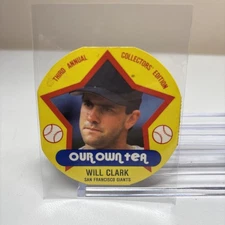 THIRD ANNUAL COLLECTORS' EDITION
OUR OWN TEA
WILL CLARK
SAN FRANCISCO GIANTS